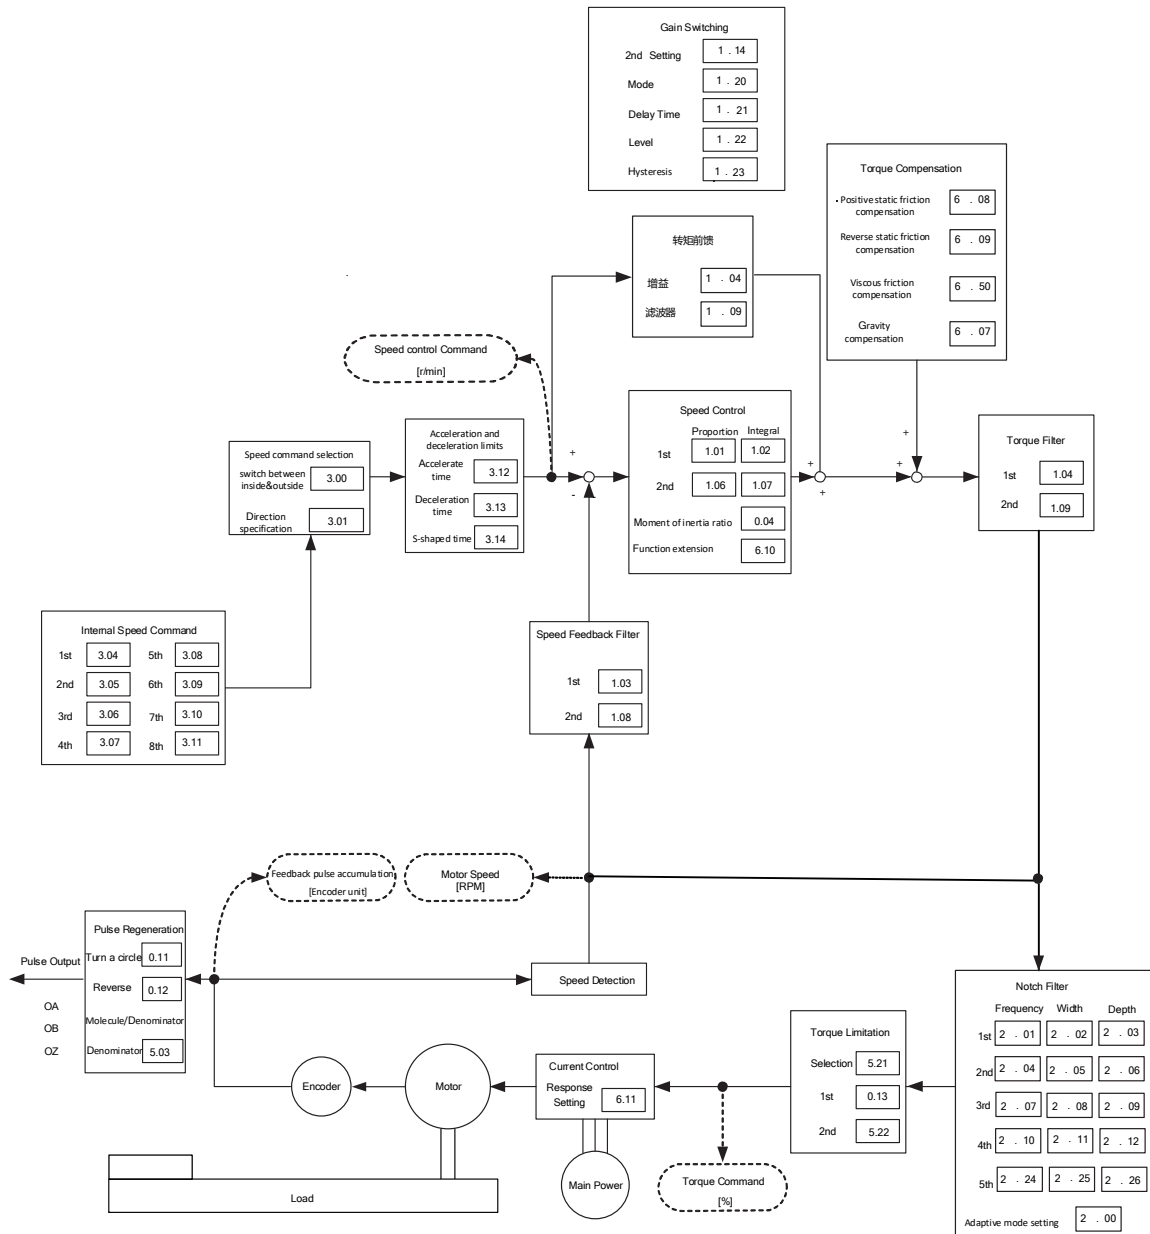 Gain Switching
2nd Setting 1 . 14
Mode 1 . 20
Delay Time 1 . 21
Level 1 . 22
Hysteresis 1 . 23
Torque Compensation
Positive static friction
compensation
6 . 08
Reverse static friction
compensation
6 . 09
Viscous friction
compensation
6 . 50
Gravity
compensation
6 . 07
转矩前馈
增益 1 . 04
滤波器 1 . 09
Speed control Command
[r/min]
Speed command selection
switch between
inside&outside
3.00
Direction
specification
3.01
Acceleration and
deceleration limits
Accelerate
time
3.12
Deceleration
time
3.13
S-shaped time 3.14
+
-
Speed Control
Proportion Integral
1st 1.01 1.02
2nd 1.06 1.07
Moment of inertia ratio 0.04
Function extension 6.10
+
+
+
+
Torque Filter
1st 1.04
2nd 1.09
Internal Speed Command
1st 3.04 5th 3.08
2nd 3.05 6th 3.09
3rd 3.06 7th 3.10
4th 3.07 8th 3.11
Speed Feedback Filter
1st 1.03
2nd 1.08
Feedback pulse accumulation
[Encoder unit]
Motor Speed
[RPM]
Pulse Output
OA
OB
OZ
Pulse Regeneration
Turn a circle 0.11
Reverse 0.12
Molecule/Denominator
Denominator 5.03
Speed Detection
Encoder
Motor
Load
Current Control
Response
Setting
6.11
Main Power
Torque Command
[%]
Torque Limitation
Selection 5.21
1st 0.13
2nd 5.22
Notch Filter
Frequency Width Depth
1st 2 . 01 2 . 02 2 . 03
2nd 2 . 04 2 . 05 2 . 06
3rd 2 . 07 2 . 08 2 . 09
4th 2 . 10 2 . 11 2 . 12
5th 2 . 24 2 . 25 2 . 26
Adaptive mode setting 2 . 00